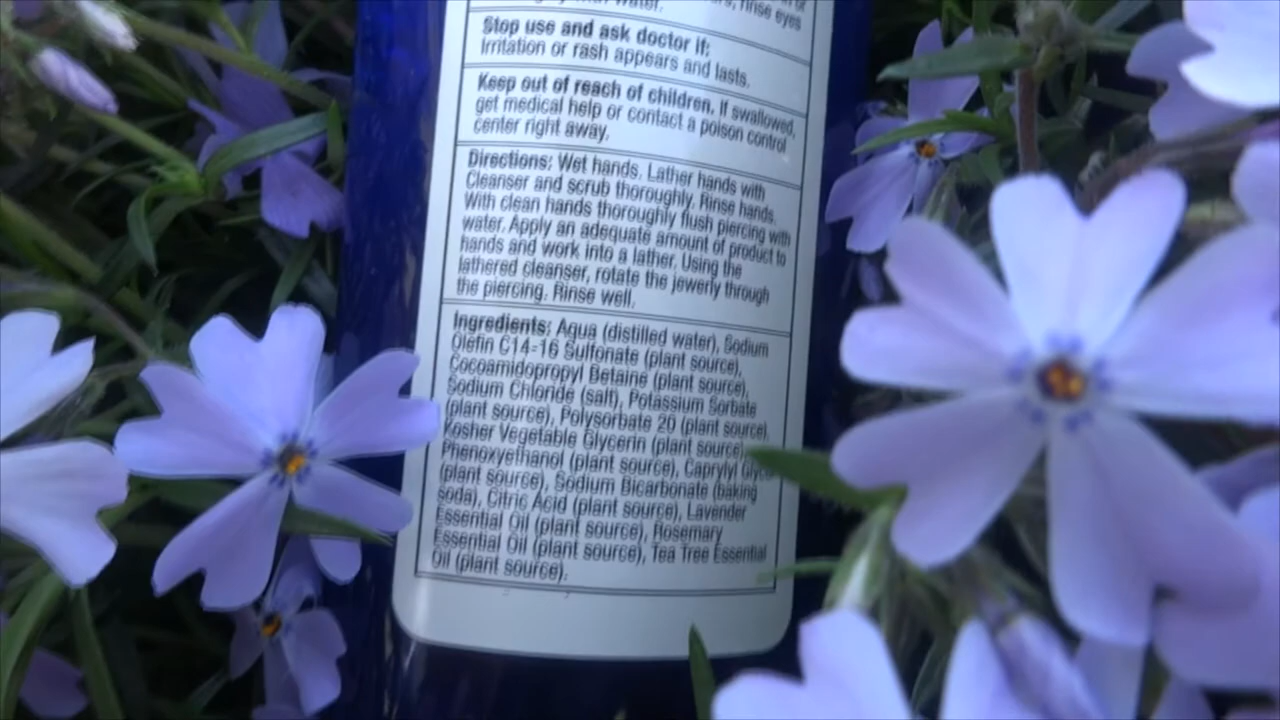 with water.
rinse eyes
Stop use and ask doctor if:
Irritation or rash appears and lasts.
Keep out of reach of children. If swallowed,
get medical help or contact a poison control
center right away.
Directions: Wet hands. Lather hands with
Cleanser and scrub thoroughly. Rinse hands.
With clean hands thoroughly flush piercing with
water. Apply an adequate amount of product to
hands and work into a lather. Using the
lathered cleanser, rotate the jewerly through
the piercing. Rinse well.
Ingredients: Aqua (distilled water), Sodium
Olefin C14-16 Sulfonate (plant source),
Cocoamidopropyl Betaine (plant source),
Sodium Chloride (salt), Potassium Sorbate
(plant source), Polysorbate 20 (plant source),
Kosher Vegetable Glycerin (plant source),
Phenoxyethanol (plant source), Caprylyl
(plant source), Sodium Bicarbonate (baking
soda), Citric Acid (plant source), Lavender
Essential Oil (plant source), Rosemary
Essential Oil (plant source), Tea Tree Essential
Oil (plant source).